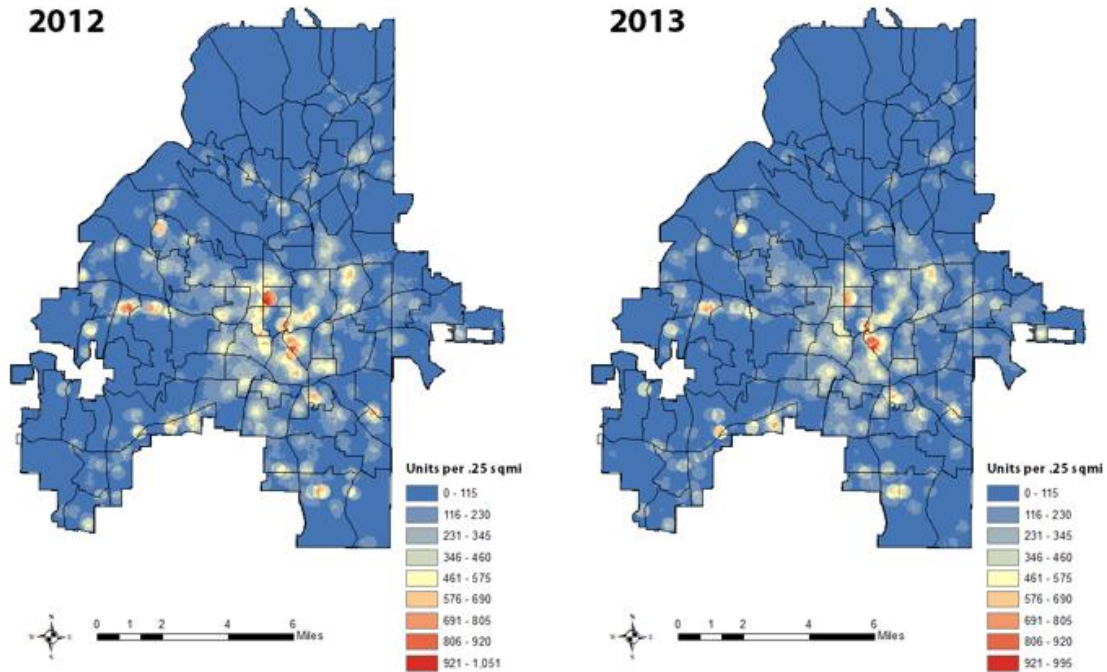 2012
2013
Units per .25 sqmi
0 - 115
116 - 230
231 - 345
346 - 460
461 - 575
576 - 690
691 - 805
806 - 920
921 - 1,051
Units per .25 sqmi
0 - 115
116 - 230
231 - 345
346 - 460
461 - 575
576 - 690
691 - 805
806 - 920
921 - 995
0 1 2 4 6
Miles
0 1 2 4 6
Miles